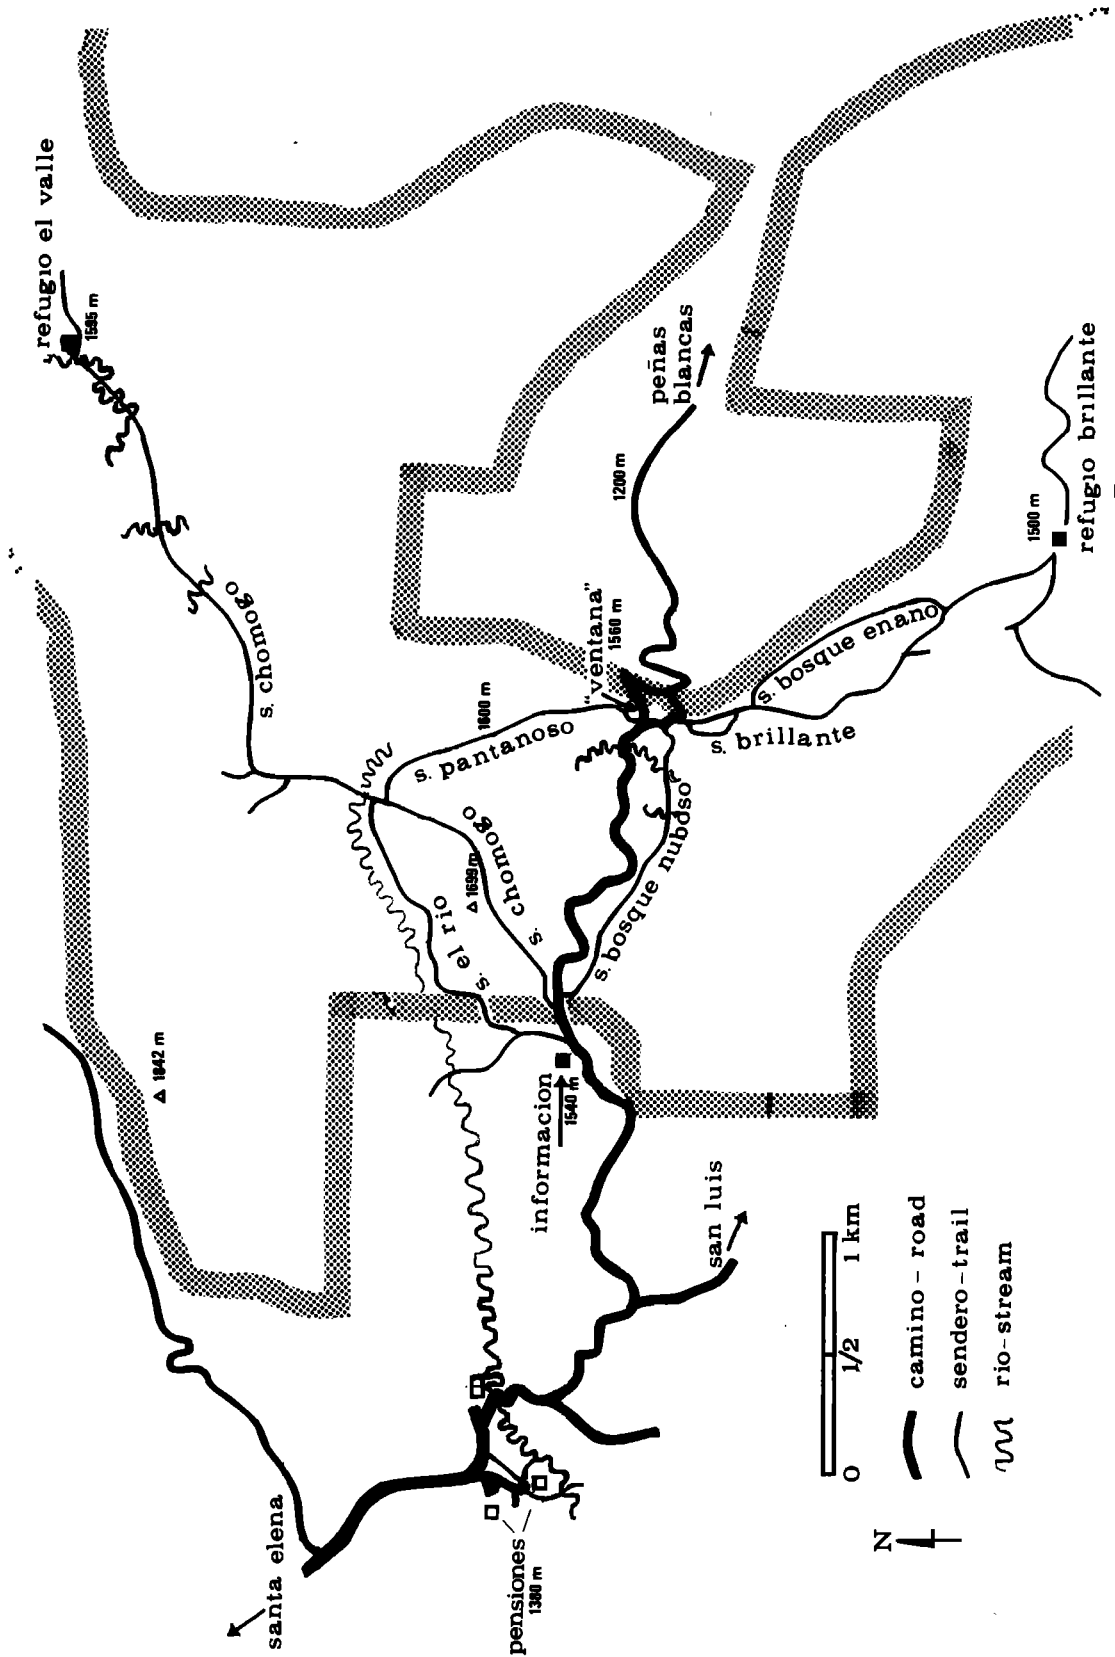 refugio el valle
1595 m
s. chomogo
peñas
blancas
1200 m
"ventana"
1560 m
1600 m
s. pantanoso
s. chomogo
1699 m
s. el rio
s. bosque nuboso
s. brillante
s. bosque enano
1500 m
refugio brillante
1842 m
informacion
1540 m
san luis
santa elena
pensiones
1380 m
0 1/2 1 km
camino - road
sendero - trail
rio - stream
N